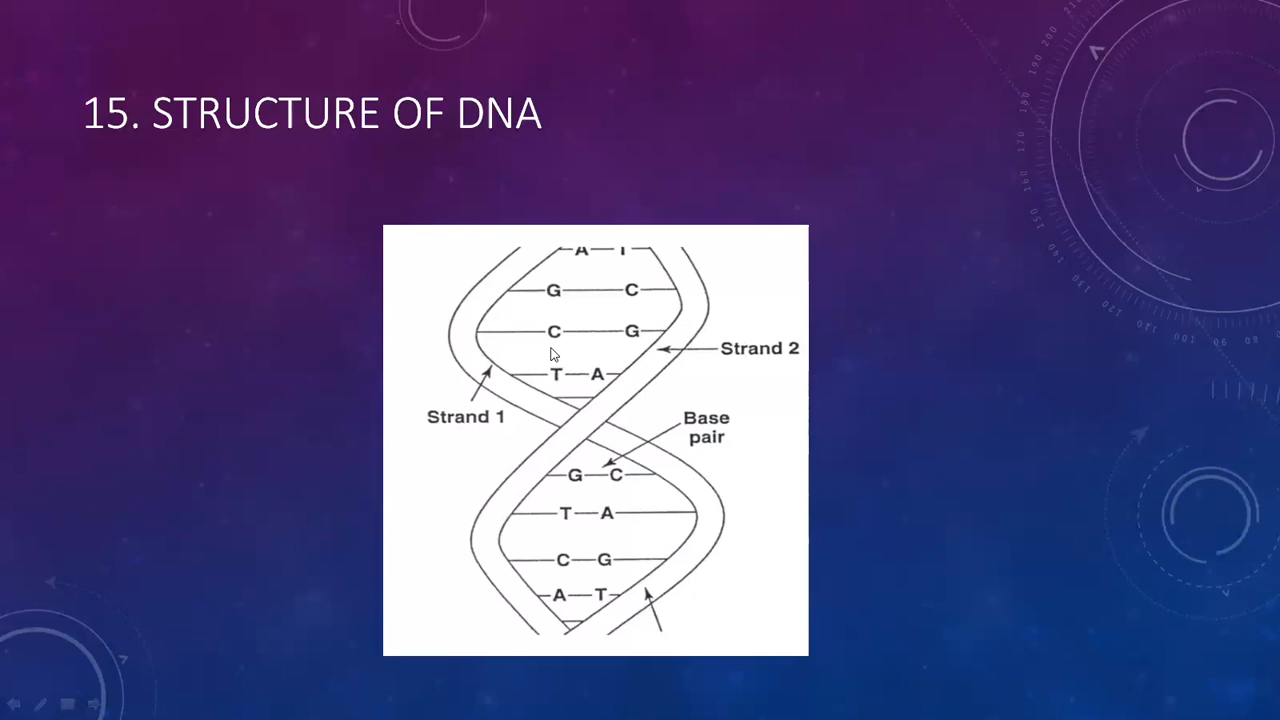 15. STRUCTURE OF DNA
A T
G C
C G
Strand 2
T A
Strand 1
Base
pair
G C
T A
C G
A T